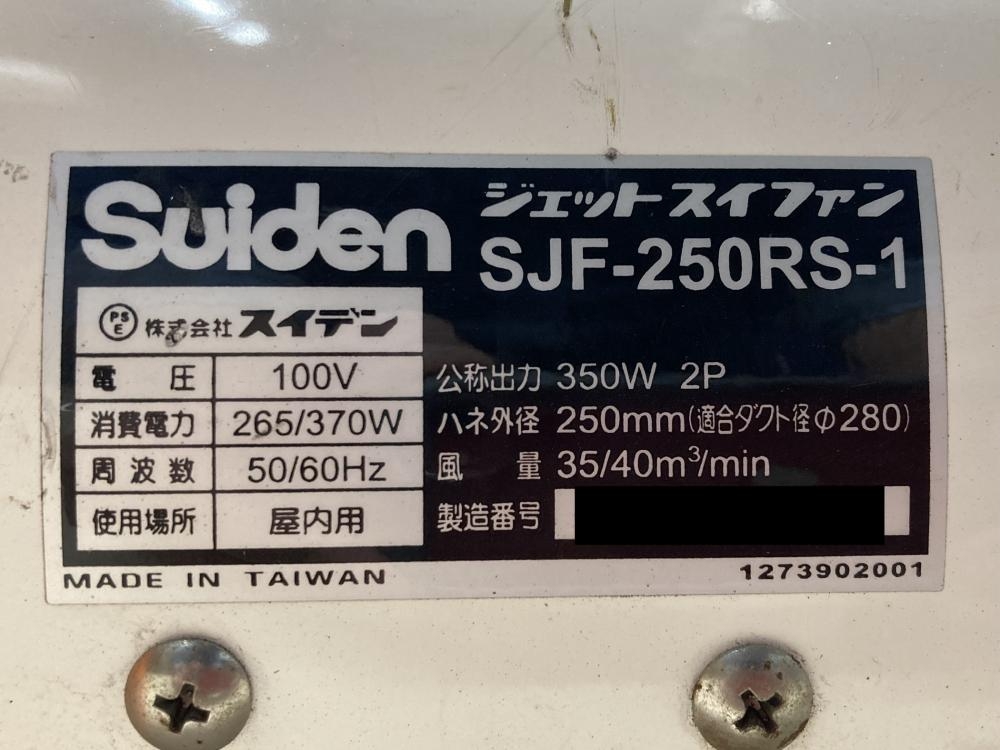 Suiden
ジェットスイファン
SJF-250RS-1
PSE 株式会社 スイデン
電圧 100V
消費電力 265/370W
周波数 50/60Hz
使用場所 屋内用
公称出力 350W 2P
ハネ外径 250mm(適合ダクト径φ280)
風量 35/40m³/min
製造番号
MADE IN TAIWAN
1273902001